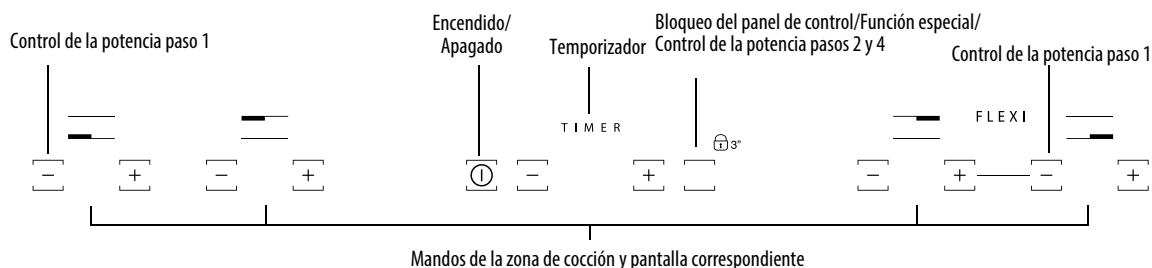 Control de la potencia paso 1
Encendido/
Apagado
Temporizador
Bloqueo del panel de control/Función especial/
Control de la potencia pasos 2 y 4
Control de la potencia paso 1
TIMER
3"
FLEXI
− + − + − + − + − +
Mandos de la zona de cocción y pantalla correspondiente